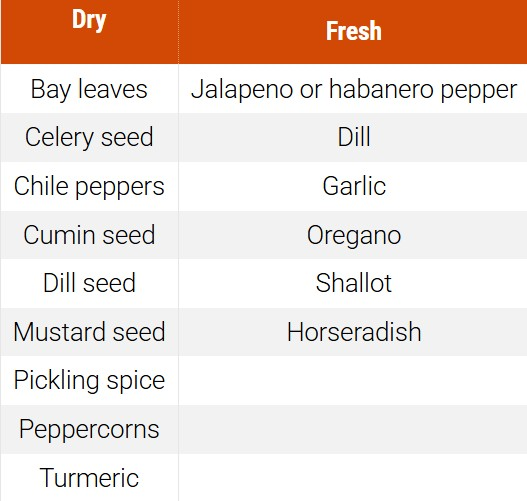 Dry Fresh
Bay leaves Jalapeno or habanero pepper
Celery seed Dill
Chile peppers Garlic
Cumin seed Oregano
Dill seed Shallot
Mustard seed Horseradish
Pickling spice
Peppercorns
Turmeric